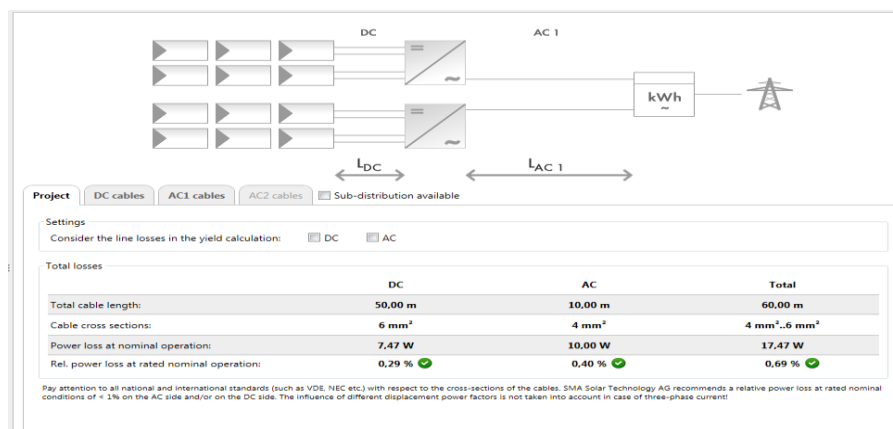 DC AC 1
kWh
~
LDC LAC 1
Project DC cables AC1 cables AC2 cables Sub-distribution available
Settings
Consider the line losses in the yield calculation: DC AC
Total losses
DC AC Total
Total cable length: 50,00 m 10,00 m 60,00 m
Cable cross sections: 6 mm² 4 mm² 4 mm²..6 mm²
Power loss at nominal operation: 7,47 W 10,00 W 17,47 W
Rel. power loss at rated nominal operation: 0,29 % 0,40 % 0,69 %
Pay attention to all national and international standards (such as VDE, NEC etc.) with respect to the cross-sections of the cables. SMA Solar Technology AG recommends a relative power loss at rated nominal
conditions of < 1% on the AC side and/or on the DC side. The influence of different displacement power factors is not taken into account in case of three-phase current!